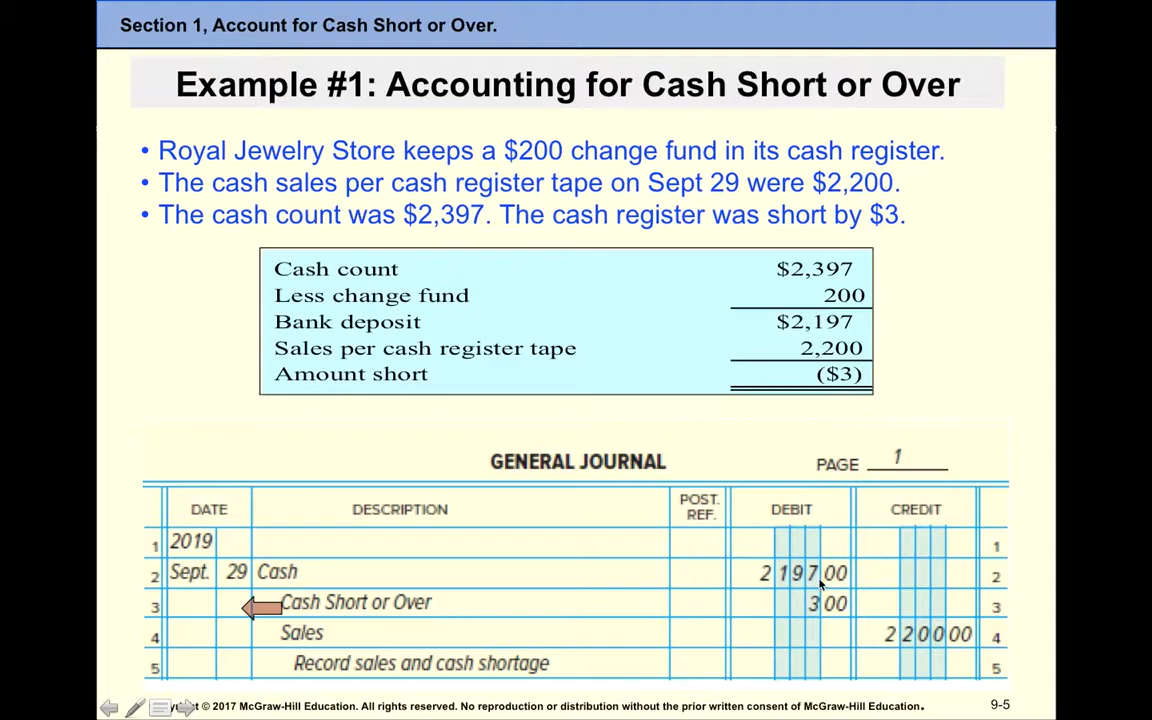 Section 1, Account for Cash Short or Over.
Example #1: Accounting for Cash Short or Over
• Royal Jewelry Store keeps a $200 change fund in its cash register.
• The cash sales per cash register tape on Sept 29 were $2,200.
• The cash count was $2,397. The cash register was short by $3.
Cash count $2,397
Less change fund 200
Bank deposit $2,197
Sales per cash register tape 2,200
Amount short ($3)
GENERAL JOURNAL PAGE 1
DATE DESCRIPTION POST. REF. DEBIT CREDIT
1 2019 1
2 Sept. 29 Cash 2 197 00 2
3 Cash Short or Over 3 00 3
4 Sales 2 200 00 4
5 Record sales and cash shortage 5
© 2017 McGraw-Hill Education. All rights reserved. No reproduction or distribution without the prior written consent of McGraw-Hill Education.
9-5